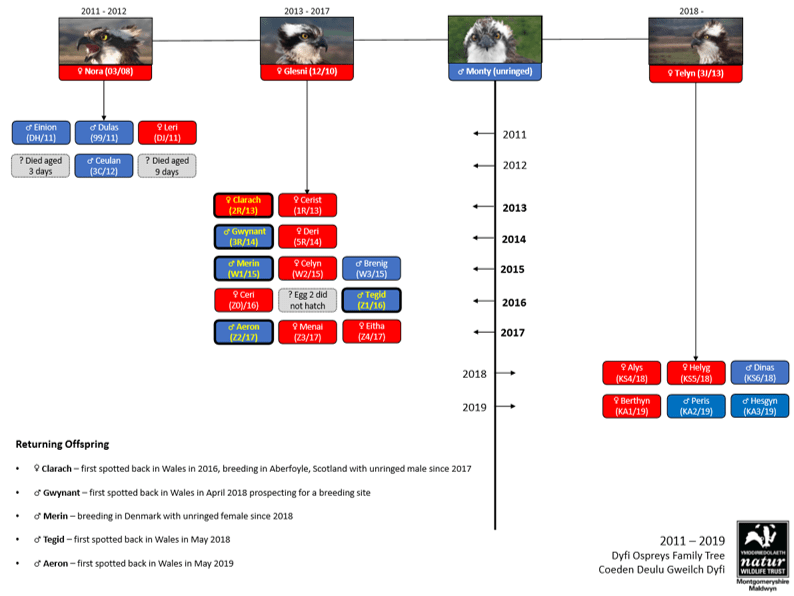 2011 - 2012
2013 - 2017
2018 -
♀ Nora (03/08)
♀ Glesni (12/10)
♂ Monty (unringed)
♀ Telyn (3J/13)
♂ Einion
(DH/11)
♂ Dulas
(99/11)
♀ Leri
(DJ/11)
2011
? Died aged
3 days
♂ Ceulan
(3C/12)
? Died aged
9 days
2012
♀ Clarach
(2R/13)
♀ Cerist
(1R/13)
2013
♂ Gwynant
(3R/14)
♀ Deri
(5R/14)
2014
♂ Merin
(W1/15)
♀ Celyn
(W2/15)
♂ Brenig
(W3/15)
2015
♀ Ceri
(Z0)/16)
? Egg 2 did
not hatch
♂ Tegid
(Z1/16)
2016
♂ Aeron
(Z2/17)
♀ Menai
(Z3/17)
♀ Eitha
(Z4/17)
2017
2018
♀ Alys
(KS4/18)
♀ Helyg
(KS5/18)
♂ Dinas
(KS6/18)
2019
♀ Berthyn
(KA1/19)
♂ Peris
(KA2/19)
♂ Hesgyn
(KA3/19)
Returning Offspring
• ♀ Clarach – first spotted back in Wales in 2016, breeding in Aberfoyle, Scotland with unringed male since 2017
• ♂ Gwynant – first spotted back in Wales in April 2018 prospecting for a breeding site
• ♂ Merin – breeding in Denmark with unringed female since 2018
• ♂ Tegid – first spotted back in Wales in May 2018
• ♂ Aeron – first spotted back in Wales in May 2019
2011 – 2019
Dyfi Ospreys Family Tree
Coeden Deulu Gweilch Dyfi
YMDDIRIEDOLAETH
natur
WILDLIFE TRUST
Montgomeryshire
Maldwyn